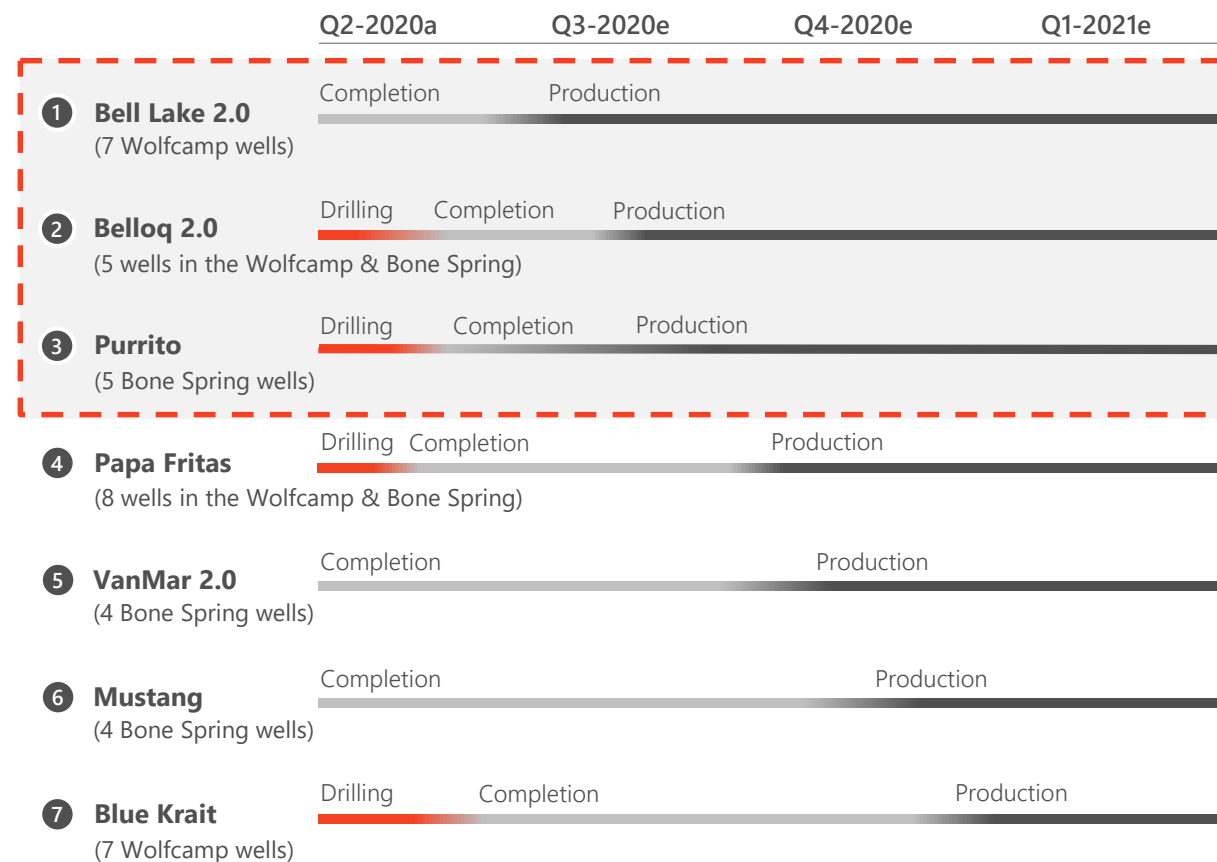 Q2-2020a Q3-2020e Q4-2020e Q1-2021e
Completion Production
1 Bell Lake 2.0
(7 Wolfcamp wells)
Drilling Completion Production
2 Belloq 2.0
(5 wells in the Wolfcamp & Bone Spring)
Drilling Completion Production
3 Purrito
(5 Bone Spring wells)
Drilling Completion Production
4 Papa Fritas
(8 wells in the Wolfcamp & Bone Spring)
Completion Production
5 VanMar 2.0
(4 Bone Spring wells)
Completion Production
6 Mustang
(4 Bone Spring wells)
Drilling Completion Production
7 Blue Krait
(7 Wolfcamp wells)